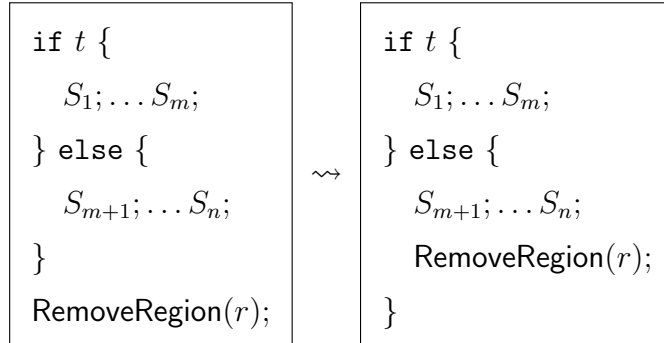 if t {
S₁; … Sₘ;
} else {
Sₘ₊₁; … Sₙ;
}
RemoveRegion(r);
⇝
if t {
S₁; … Sₘ;
} else {
Sₘ₊₁; … Sₙ;
RemoveRegion(r);
}